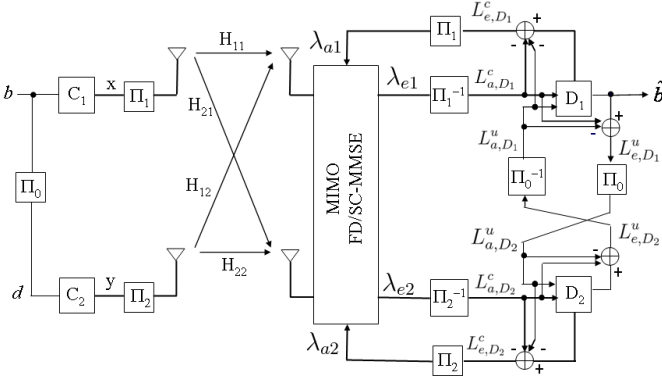 b
C₁
x
Π₁
H₁₁
H₂₁
H₁₂
H₂₂
Π₀
d
C₂
y
Π₂
MIMO
FD/SC-MMSE
λₐ₁
λₑ₁
λₑ₂
λₐ₂
Π₁
Π₁⁻¹
L^c_{e,D₁}
L^c_{a,D₁}
+
-
-
D₁
b̂
+
-
L^u_{a,D₁}
L^u_{e,D₁}
Π₀⁻¹
Π₀
L^u_{a,D₂}
L^u_{e,D₂}
-
+
Π₂⁻¹
L^c_{a,D₂}
D₂
-
-
+
Π₂
L^c_{e,D₂}